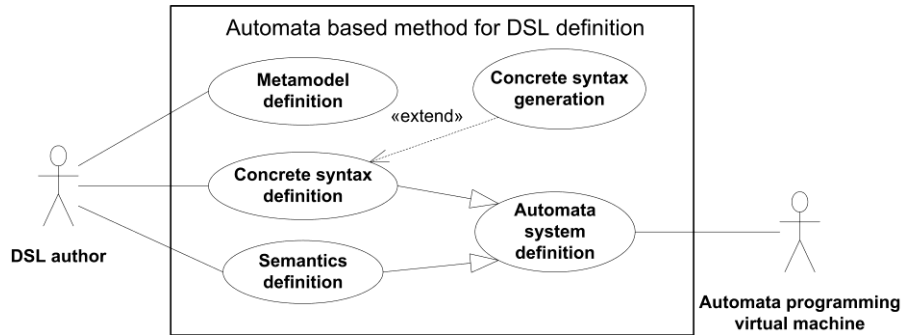 Automata based method for DSL definition
Metamodel
definition
Concrete syntax
generation
«extend»
Concrete syntax
definition
Automata
system
definition
Semantics
definition
DSL author
Automata programming
virtual machine